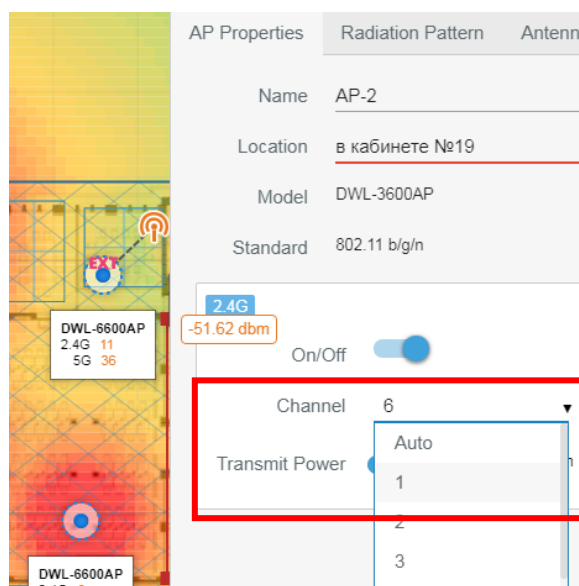 AP Properties
Radiation Pattern
Name
AP-2
Location
в кабинете №19
Model
DWL-3600AP
Standard
802.11 b/g/n
EXT
2.4G
-51.62 dbm
DWL-6600AP
2.4G 11
5G 36
On/Off
Channel
6
Auto
Transmit Power
1
2
3
DWL-6600AP